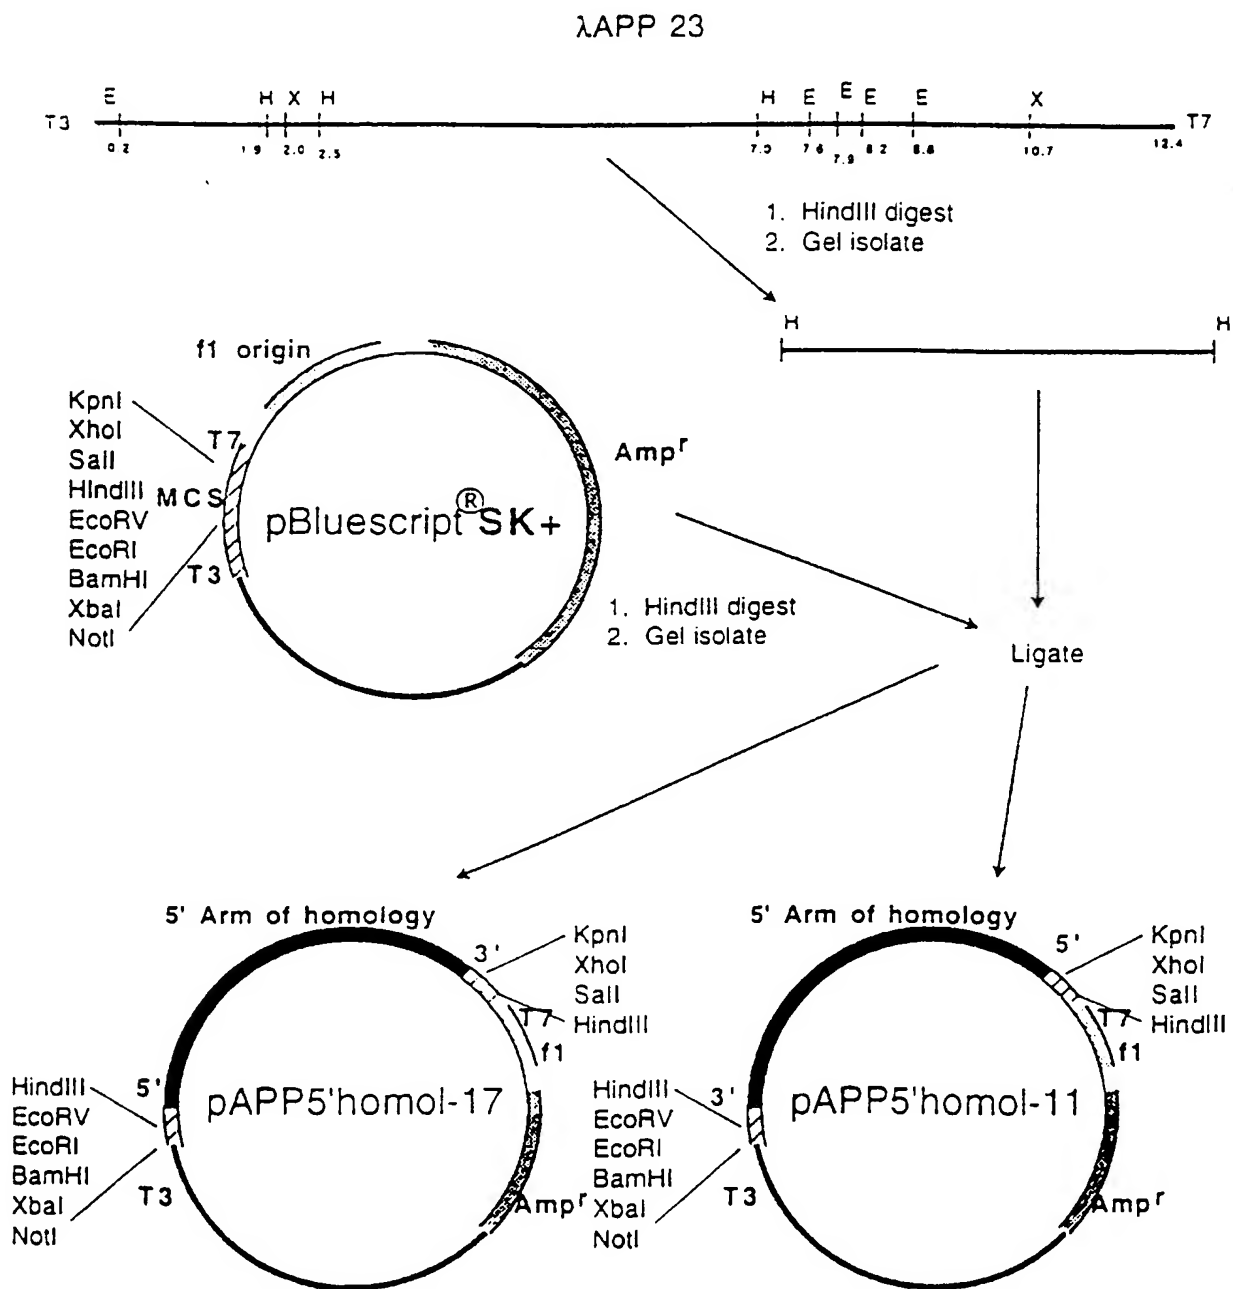 λAPP 23
E H X H H E E E E X
T3 T7
0.2 1.9 2.0 2.5 7.0 7.6 7.9 8.2 8.8 10.7 12.4
1. HindIII digest
2. Gel isolate
H H
f1 origin
KpnI
XhoI
SalI
HindIII
EcoRV
EcoRI
BamHI
XbaI
NotI
T7
MCS
T3
pBluescript®SK+
Ampr
1. HindIII digest
2. Gel isolate
Ligate
5' Arm of homology
3'
KpnI
XhoI
SalI
HindIII
T7
f1
pAPP5'homol-17
5'
HindIII
EcoRV
EcoRI
BamHI
XbaI
NotI
T3
Ampr
5' Arm of homology
5'
KpnI
XhoI
SalI
HindIII
T7
f1
pAPP5'homol-11
3'
HindIII
EcoRV
EcoRI
BamHI
XbaI
NotI
T3
Ampr